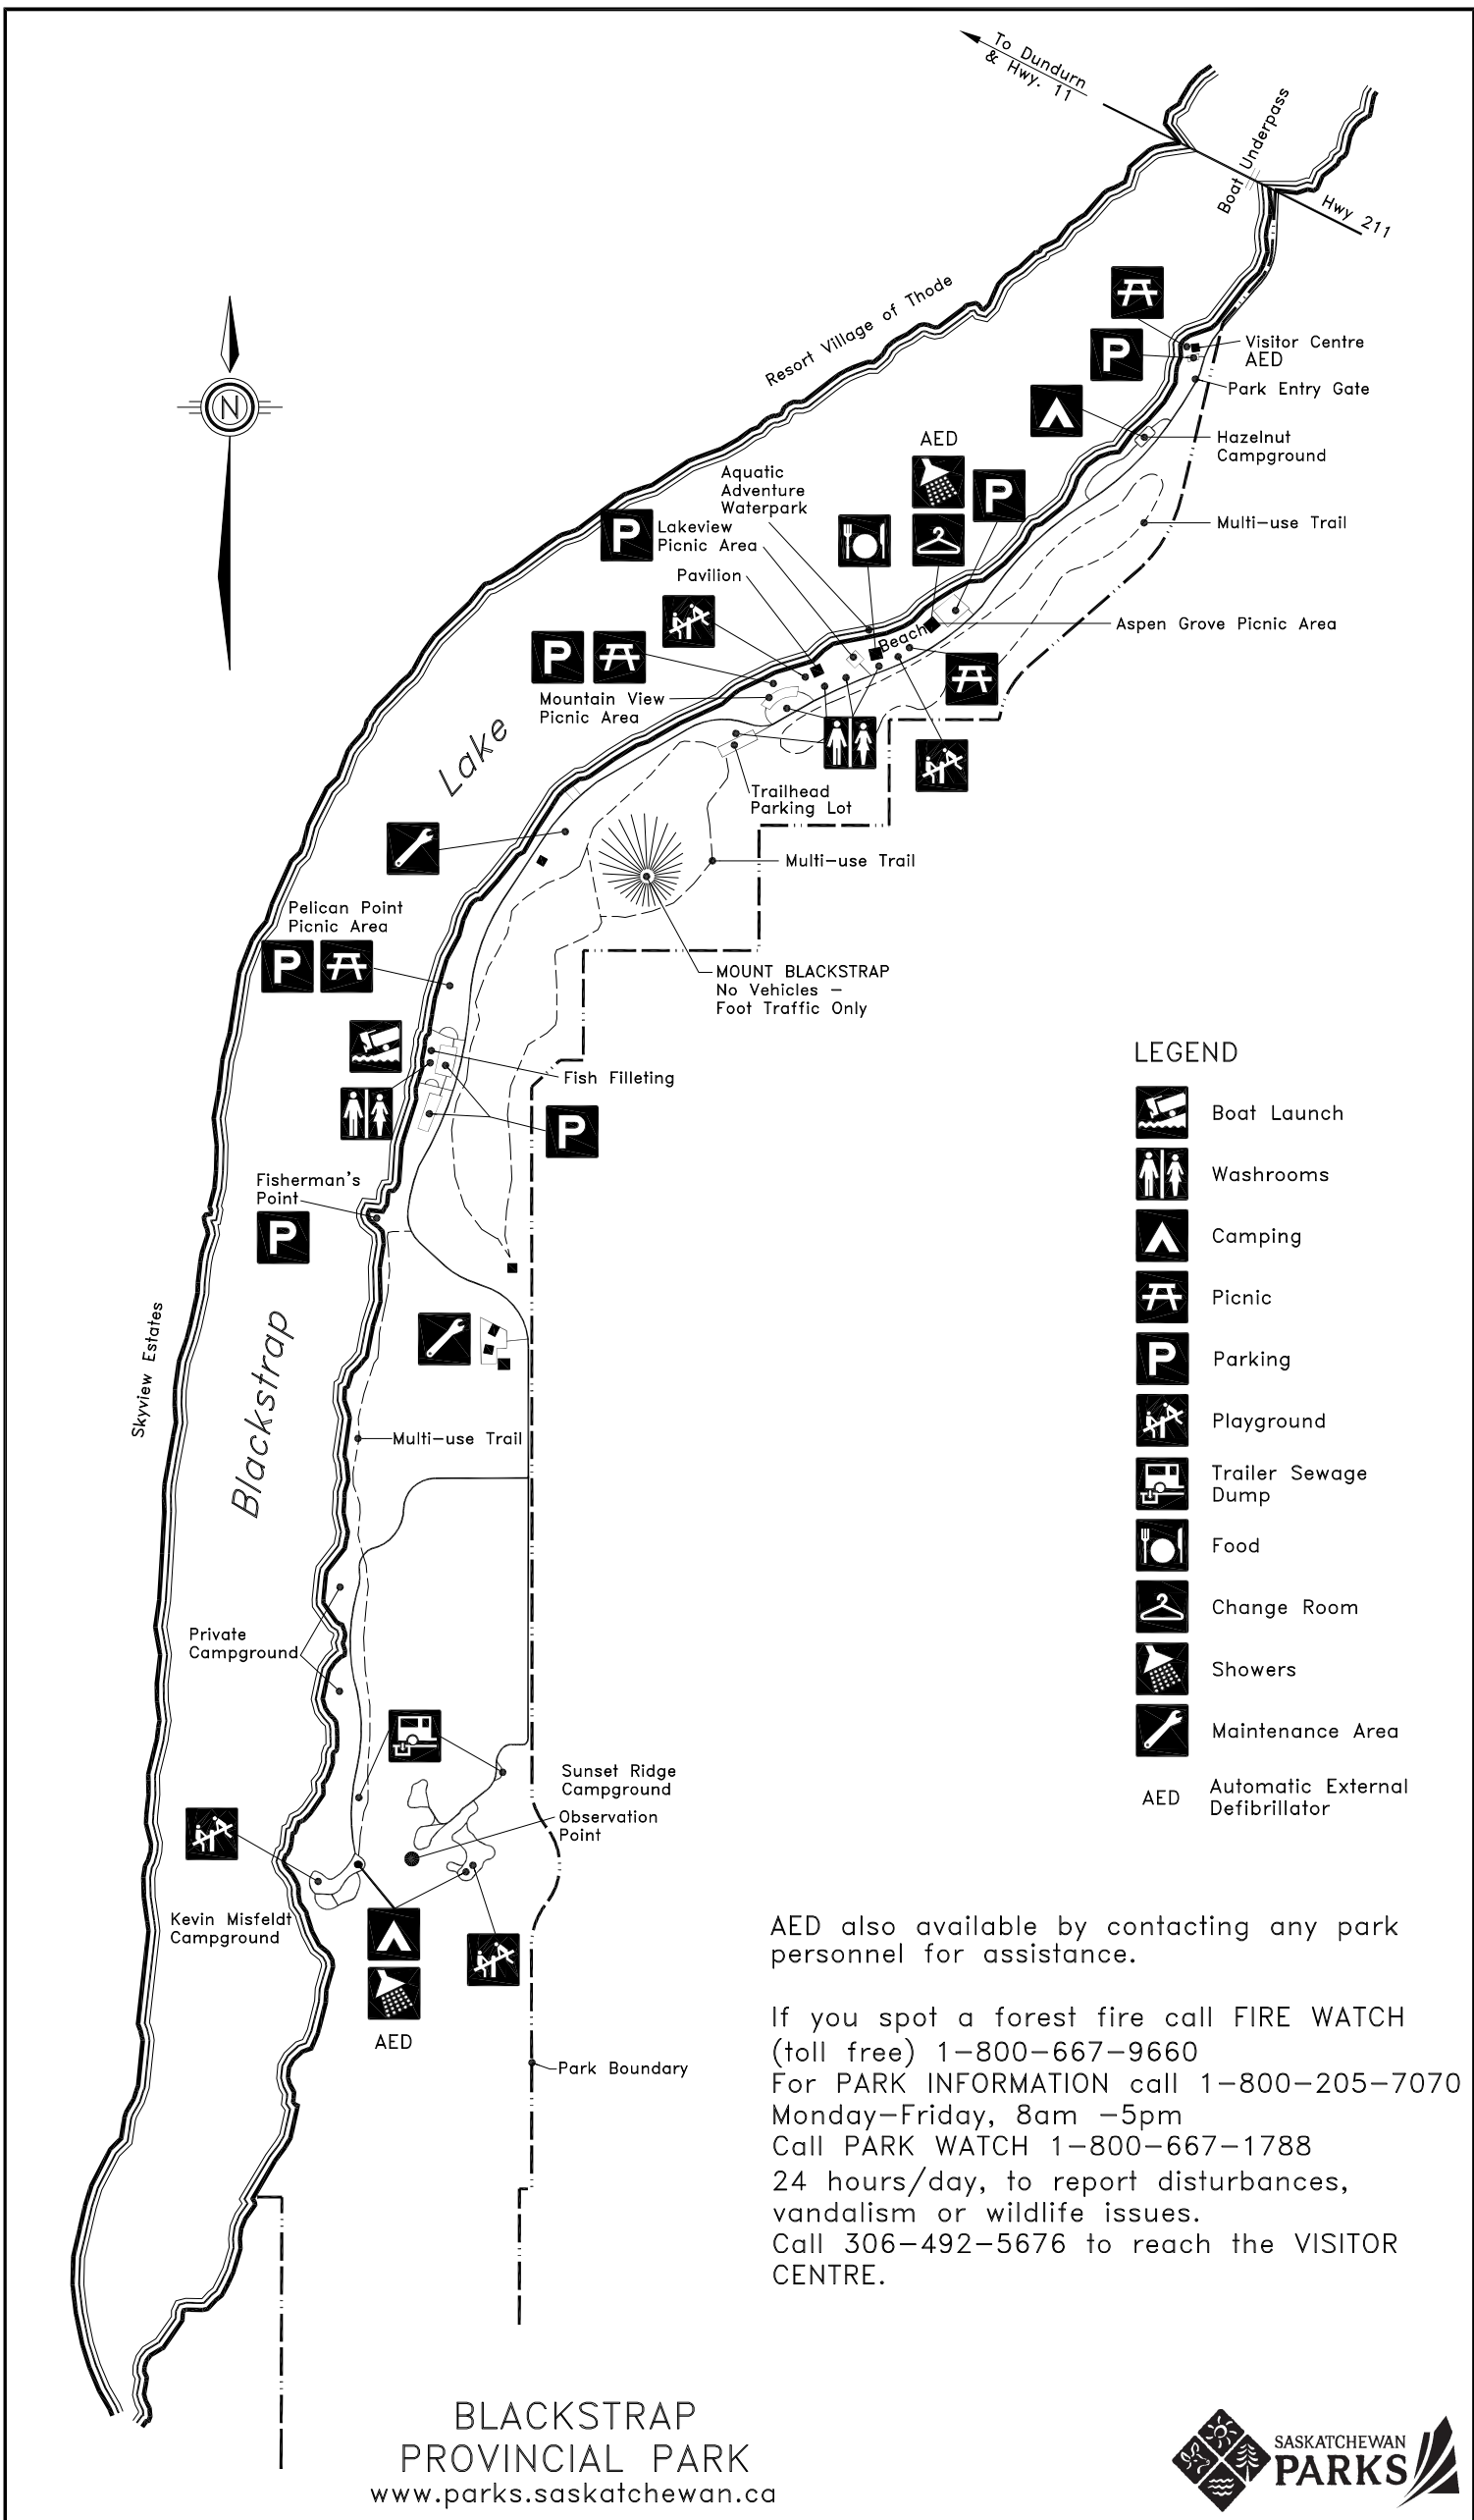 To Dundurn
& Hwy. 11
Boat Underpass
Hwy 211
Resort Village of Thode
P
P
P
P
P
Visitor Centre
AED
Park Entry Gate
Hazelnut
Campground
AED
Aquatic
Adventure
Waterpark
Lakeview
Picnic Area
Multi-use Trail
Pavilion
Aspen Grove Picnic Area
Beach
Mountain View
Picnic Area
N
Lake
Trailhead
Parking Lot
Multi-use Trail
Pelican Point
Picnic Area
P
MOUNT BLACKSTRAP
No Vehicles –
Foot Traffic Only
Fish Filleting
P
Fisherman's
Point
P
Skyview Estates
Blackstrap
Multi-use Trail
Private
Campground
Sunset Ridge
Campground
Observation
Point
Kevin Misfeldt
Campground
AED
Park Boundary
LEGEND
Boat Launch
Washrooms
Camping
Picnic
P Parking
Playground
Trailer Sewage
Dump
Food
Change Room
Showers
Maintenance Area
AED Automatic External
Defibrillator
AED also available by contacting any park
personnel for assistance.
If you spot a forest fire call FIRE WATCH
(toll free) 1-800-667-9660
For PARK INFORMATION call 1-800-205-7070
Monday-Friday, 8am -5pm
Call PARK WATCH 1-800-667-1788
24 hours/day, to report disturbances,
vandalism or wildlife issues.
Call 306-492-5676 to reach the VISITOR
CENTRE.
BLACKSTRAP
PROVINCIAL PARK
www.parks.saskatchewan.ca
SASKATCHEWAN
PARKS